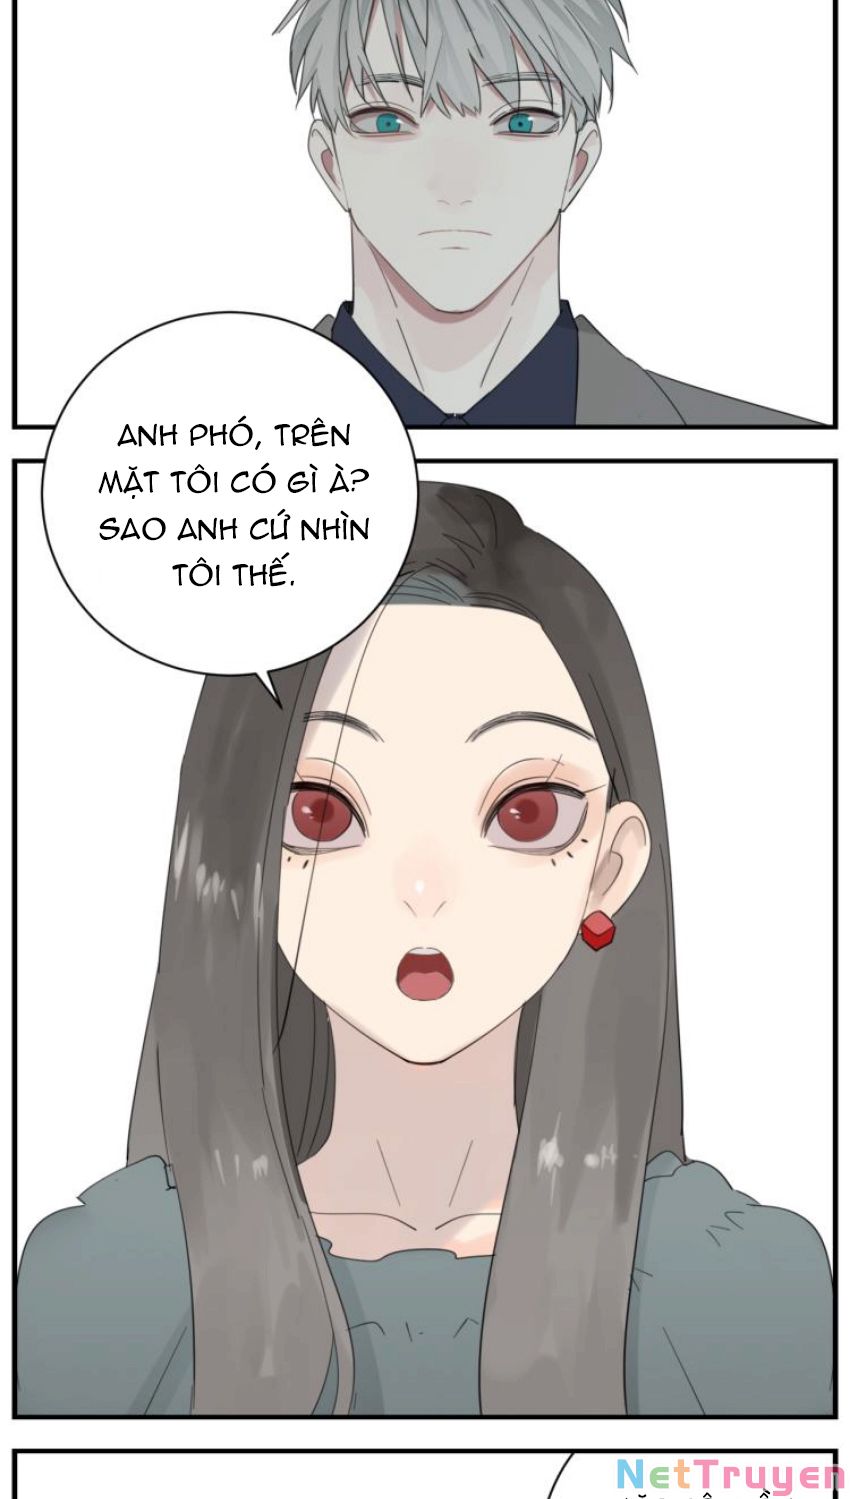 ANH PHÓ, TRÊN
MẶT TÔI CÓ GÌ À?
SAO ANH CỨ NHÌN
TÔI THẾ.
NetTruyen